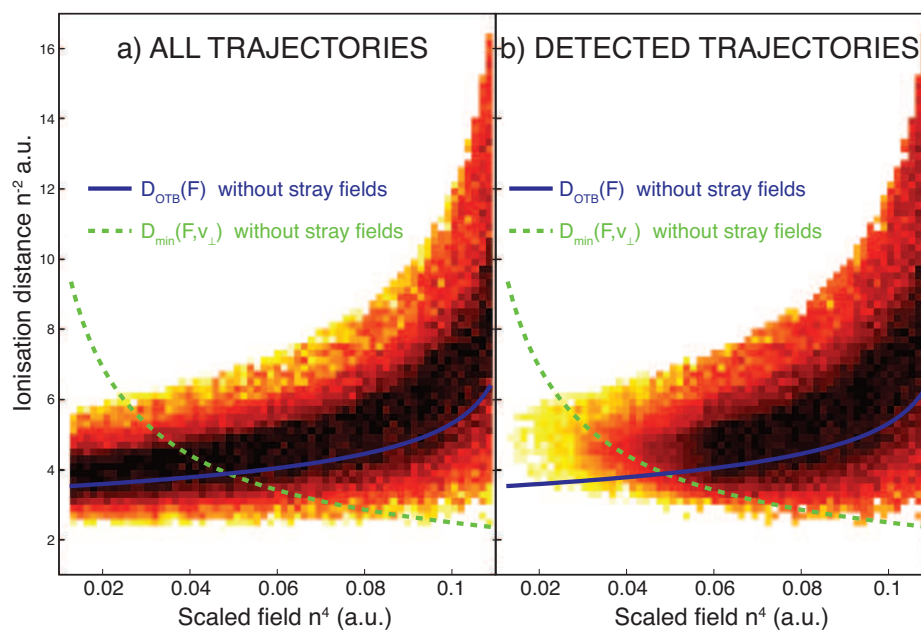 a) ALL TRAJECTORIES
b) DETECTED TRAJECTORIES
16
14
12
10
8
6
4
2
Ionisation distance n⁻² a.u.
D_OTB(F) without stray fields
D_min(F,v_⊥) without stray fields
D_OTB(F) without stray fields
D_min(F,v_⊥) without stray fields
0.02 0.04 0.06 0.08 0.1
0.02 0.04 0.06 0.08 0.1
Scaled field n⁴ (a.u.)
Scaled field n⁴ (a.u.)